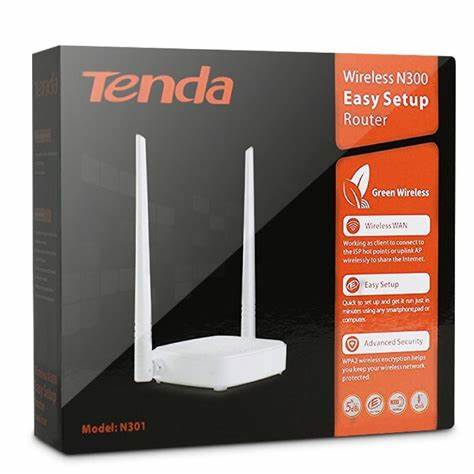 Tenda
Wireless N300
Easy Setup
Router
Green Wireless
Wireless WAN
Working as client to connect to
the ISP hot points or uplink AP
wirelessly to share the Internet.
Easy Setup
Quick to set up and get it run just in
minutes using any smartphone,pad or
computer.
Advanced Security
WPA2 wireless encryption helps
you keep your wireless network
protected.
Model: N301